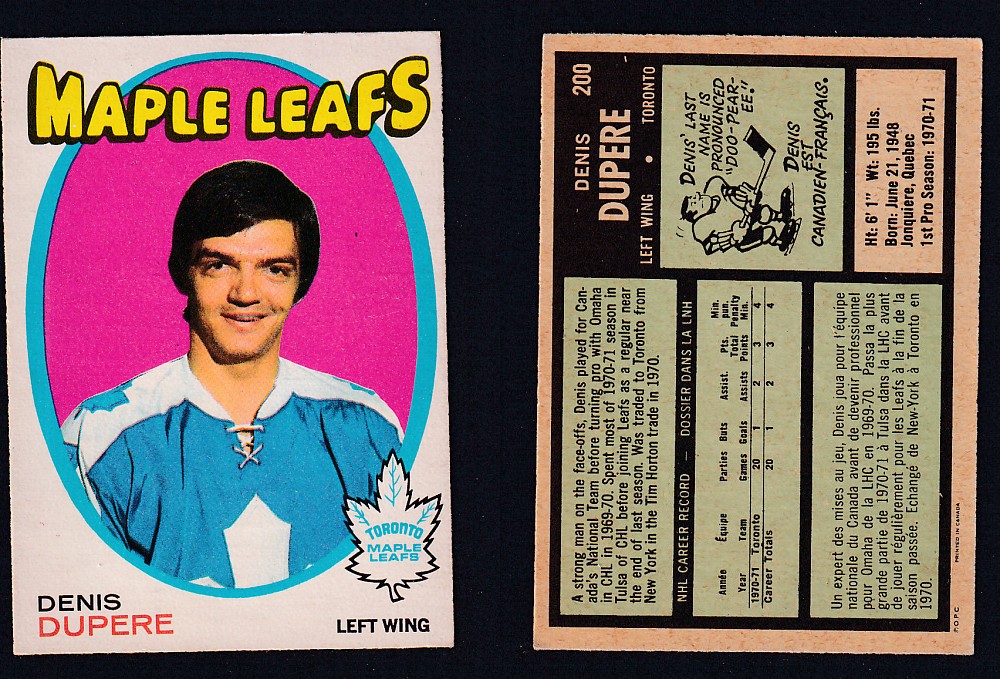 MAPLE LEAFS
TORONTO
MAPLE
LEAFS
DENIS
DUPERE
LEFT WING
200
DENIS
DUPERE
LEFT WING • TORONTO
DENIS' LAST
NAME IS
PRONOUNCED
"DOO-PEAR-
EE".
DENIS
EST
CANADIEN-FRANÇAIS.
Ht: 6' 1" Wt: 195 lbs.
Born: June 21, 1948
Jonquiere, Quebec
1st Pro Season: 1970-71
A strong man on the face-offs, Denis played for Can-
ada's National Team before turning pro with Omaha
in CHL in 1969-70. Spent most of 1970-71 season in
Tulsa of CHL before joining Leafs as a regular near
the end of last season. Was traded to Toronto from
New York in the Tim Horton trade in 1970.
NHL CAREER RECORD — DOSSIER DANS LA LNH
Année Équipe Parties Buts Assist. Pts. Min. pun.
Year Team Games Goals Assists Total Points Penalty Min.
1970-71 Toronto 20 1 2 3 4
Career Totals 20 1 2 3 4
Un expert des mises au jeu, Denis joua pour l'équipe
nationale du Canada avant de devenir professionnel
pour Omaha de la LHC en 1969-70. Passa la plus
grande partie de 1970-71 à Tulsa dans la LHC avant
de jouer régulièrement pour les Leafs à la fin de la
saison passée. Echangé de New-York à Toronto en
1970.
©O.P.C. PRINTED IN CANADA